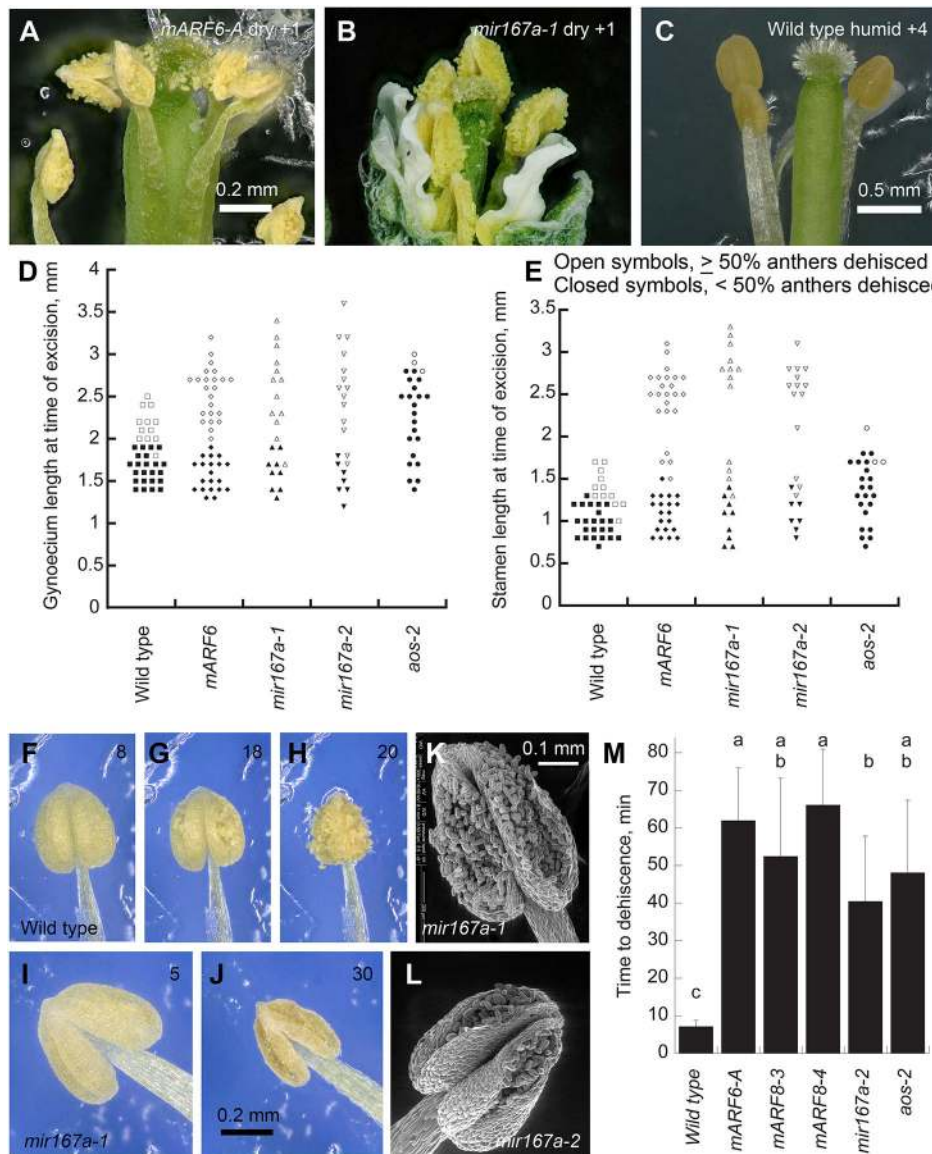 A
mARF6-A dry +1
0.2 mm
B
mir167a-1 dry +1
C
Wild type humid +4
0.5 mm
D
Gynoecium length at time of excision, mm
4
3.5
3
2.5
2
1.5
1
0.5
0
Wild type
mARF6
mir167a-1
mir167a-2
aos-2
E
Open symbols, ≥ 50% anthers dehisced
Closed symbols, < 50% anthers dehisced
Stamen length at time of excision, mm
3.5
3
2.5
2
1.5
1
0.5
0
Wild type
mARF6
mir167a-1
mir167a-2
aos-2
F
8
Wild type
G
18
H
20
K
0.1 mm
mir167a-1
I
5
mir167a-1
J
30
0.2 mm
L
mir167a-2
M
Time to dehiscence, min
80
70
60
50
40
30
20
10
0
c
a
a
b
a
b
a
b
Wild type
mARF6-A
mARF8-3
mARF8-4
mir167a-2
aos-2